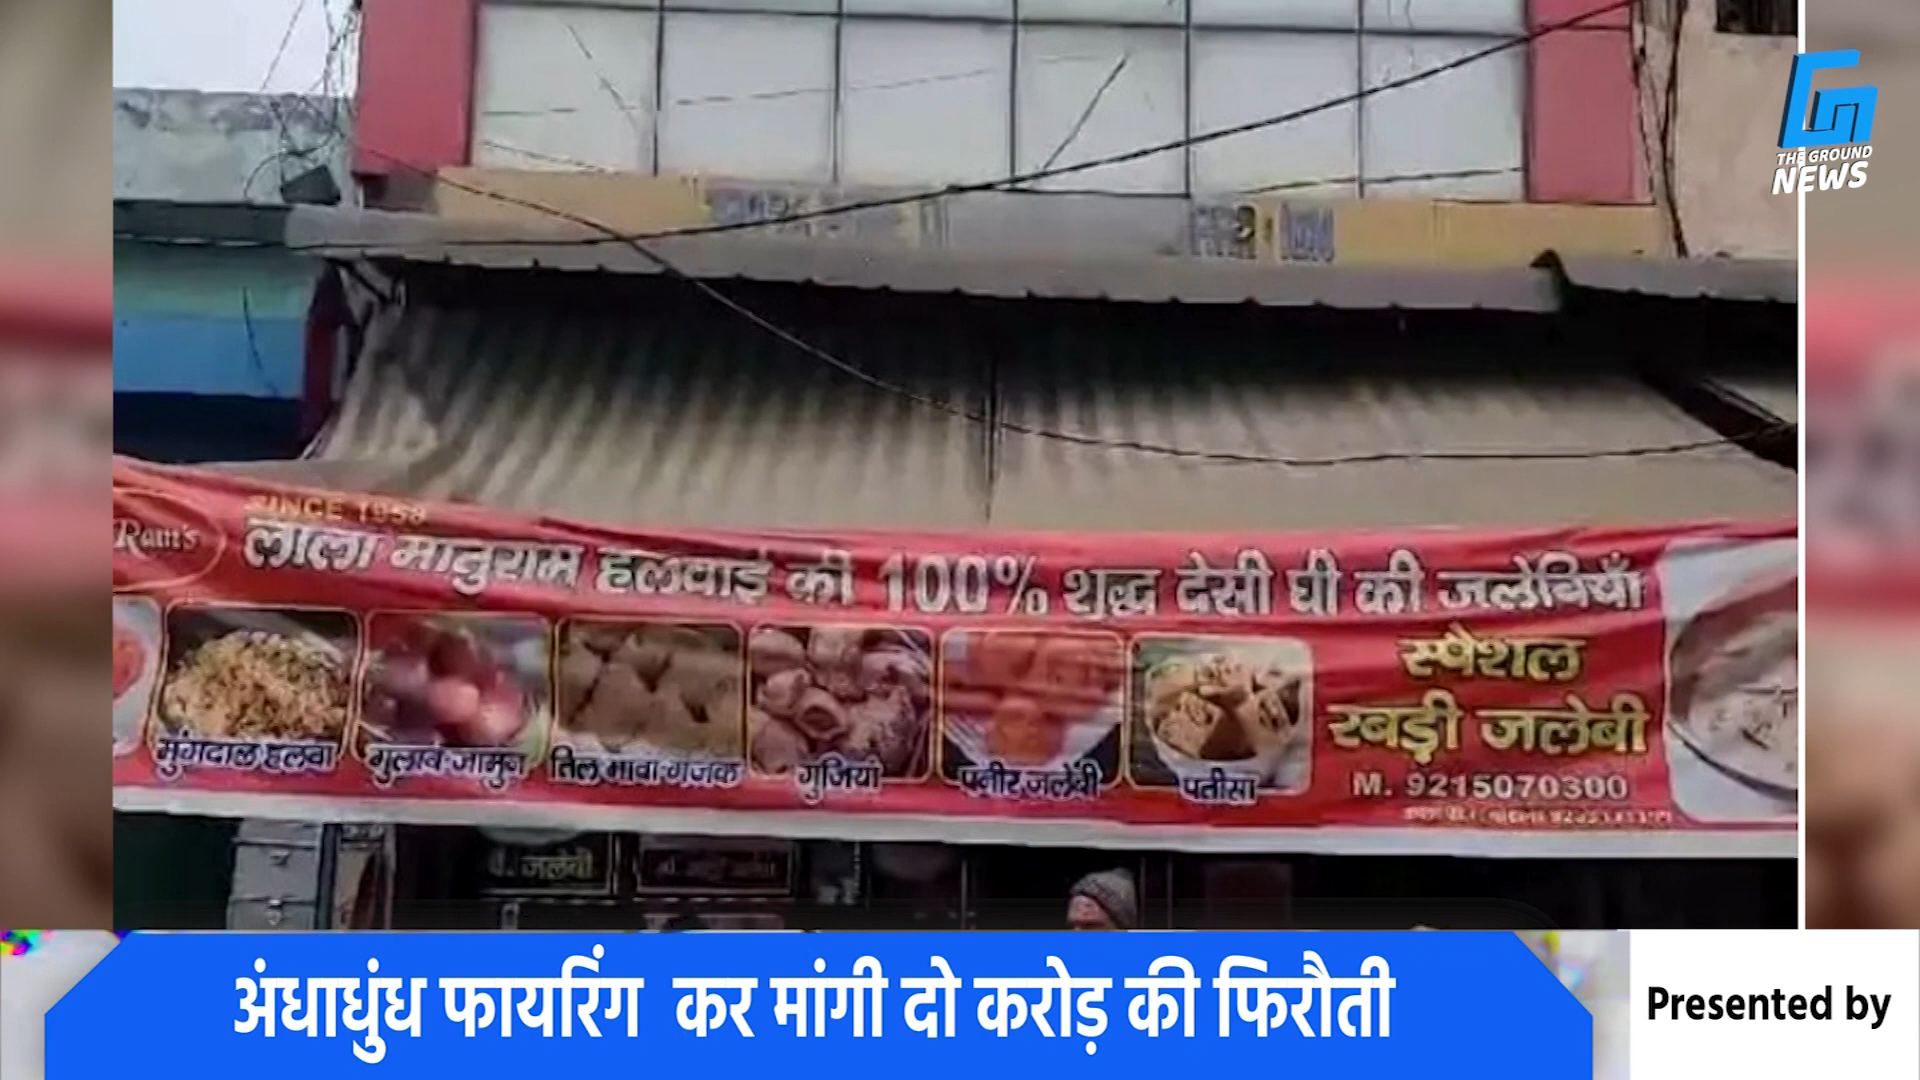 THE GROUND
NEWS
SINCE 1958
Ram's
लाला मातुराम हलवाई की 100% शुद्ध देसी घी की जलेबियाँ
स्पेशल
रबड़ी जलेबी
M. 9215070300
मुंगदाल हलवा
गुलाब जामुन
तिल मावा गजक
गुजिया
पनीर जलेबी
पतीसा
जलेबी
अंधाधुंध फायरिंग कर मांगी दो करोड़ की फिरौती
Presented by